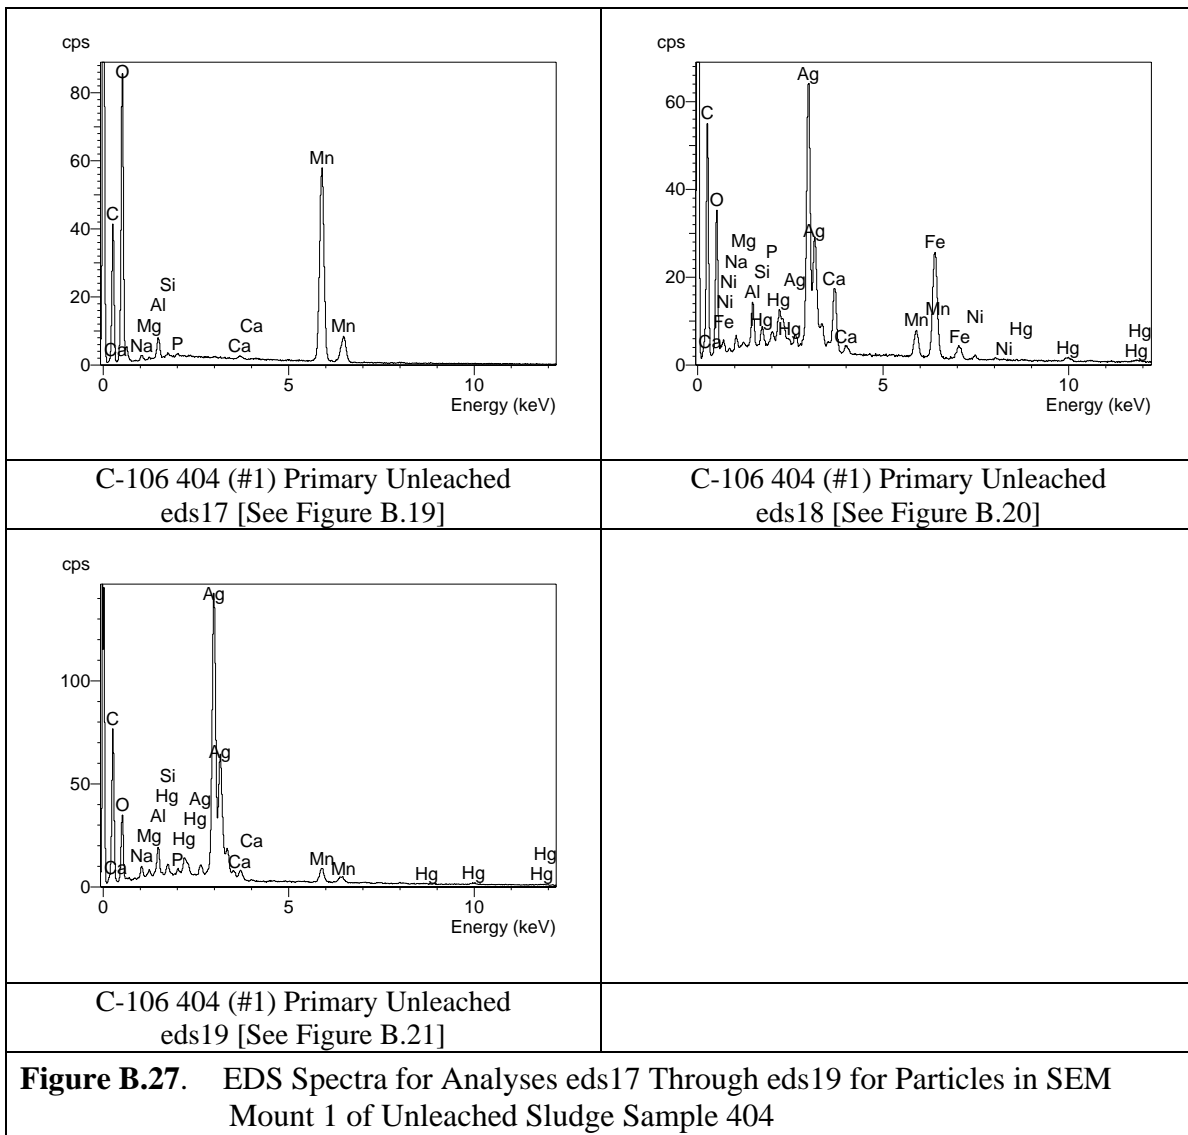 cps
80
60
40
20
0
O
C
Ca
Na
Mg
Al
Si
P
Ca
Ca
Mn
Mn
0 5 10
Energy (keV)
C-106 404 (#1) Primary Unleached
eds17 [See Figure B.19]
cps
60
40
20
0
C
O
Ca
Fe
Ni
Ni
Na
Mg
Al
Si
P
Hg
Hg
Hg
Ag
Ag
Ag
Ca
Ca
Mn
Fe
Mn
Fe
Ni
Ni
Hg
Hg
Hg
Hg
0 5 10
Energy (keV)
C-106 404 (#1) Primary Unleached
eds18 [See Figure B.20]
cps
100
50
0
C
O
Ca
Na
Mg
Al
Hg
Si
P
Hg
Hg
Ag
Ag
Ag
Ca
Ca
Mn
Mn
Hg
Hg
Hg
Hg
0 5 10
Energy (keV)
C-106 404 (#1) Primary Unleached
eds19 [See Figure B.21]
Figure B.27. EDS Spectra for Analyses eds17 Through eds19 for Particles in SEM
Mount 1 of Unleached Sludge Sample 404